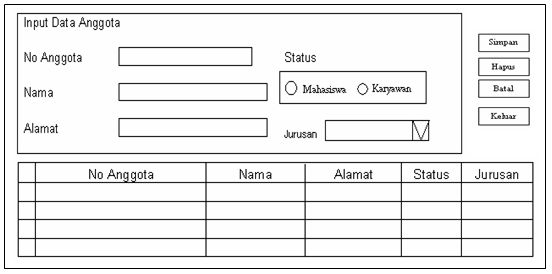 Input Data Anggota
No Anggota
Status
Simpan
Hapus
Nama
Mahasiswa
Karyawan
Batal
Keluar
Alamat
Jurusan
No Anggota Nama Alamat Status Jurusan